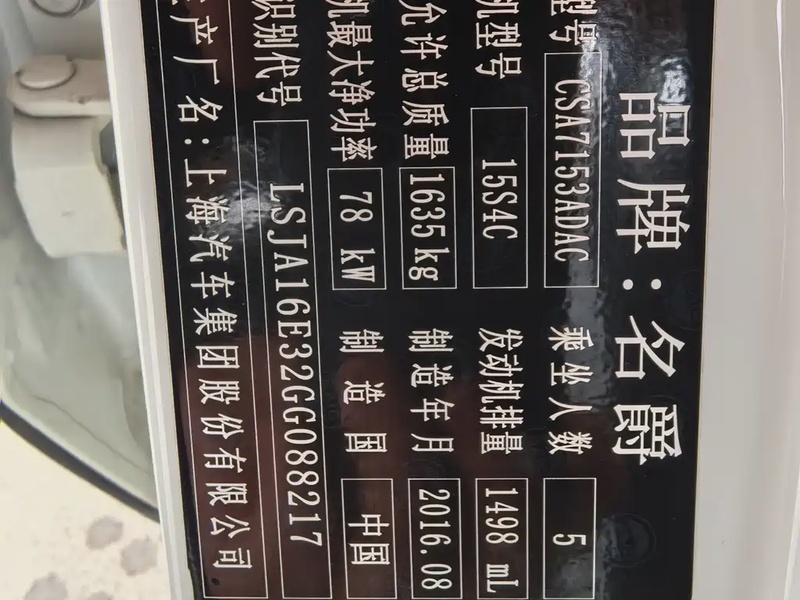 品牌:名爵
型号 CSA7153ADAC 乘坐人数 5
机型号 15S4C 发动机排量 1498 mL
允许总质量 1635 kg 制造年月 2016.08
机最大净功率 78 kW 制造国 中国
识别代号 LSJA16E32GG088217
产厂名:上海汽车集团股份有限公司